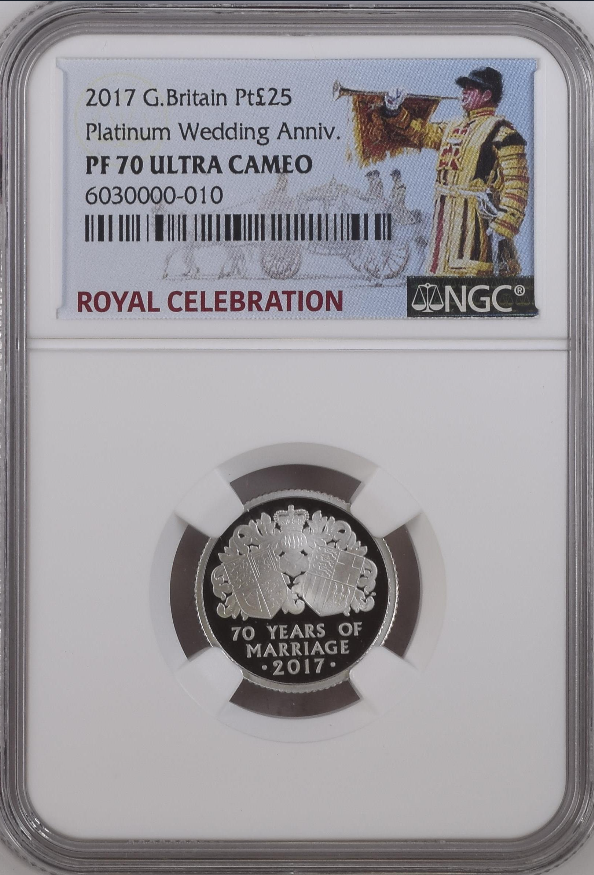 2017 G.Britain Pt£25
Platinum Wedding Anniv.
PF 70 ULTRA CAMEO
6030000-010
ROYAL CELEBRATION
NGC®
70 YEARS OF
MARRIAGE
·2017·